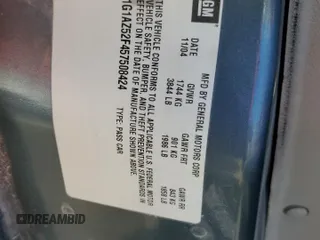 GM
MFD BY GENERAL MOTORS CORP
DATE GVWR GAWR FRT GAWR RR
11/04 1744 KG 901 KG 843 KG
3844 LB 1986 LB 1858 LB
THIS VEHICLE CONFORMS TO ALL APPLICABLE U.S. FEDERAL MOTOR
VEHICLE SAFETY, BUMPER, AND THEFT PREVENTION STANDARDS IN
EFFECT ON THE DATE OF MANUFACTURE SHOWN ABOVE.
1G1AZ52F457508424 TYPE: PASS CAR
DREAMBID